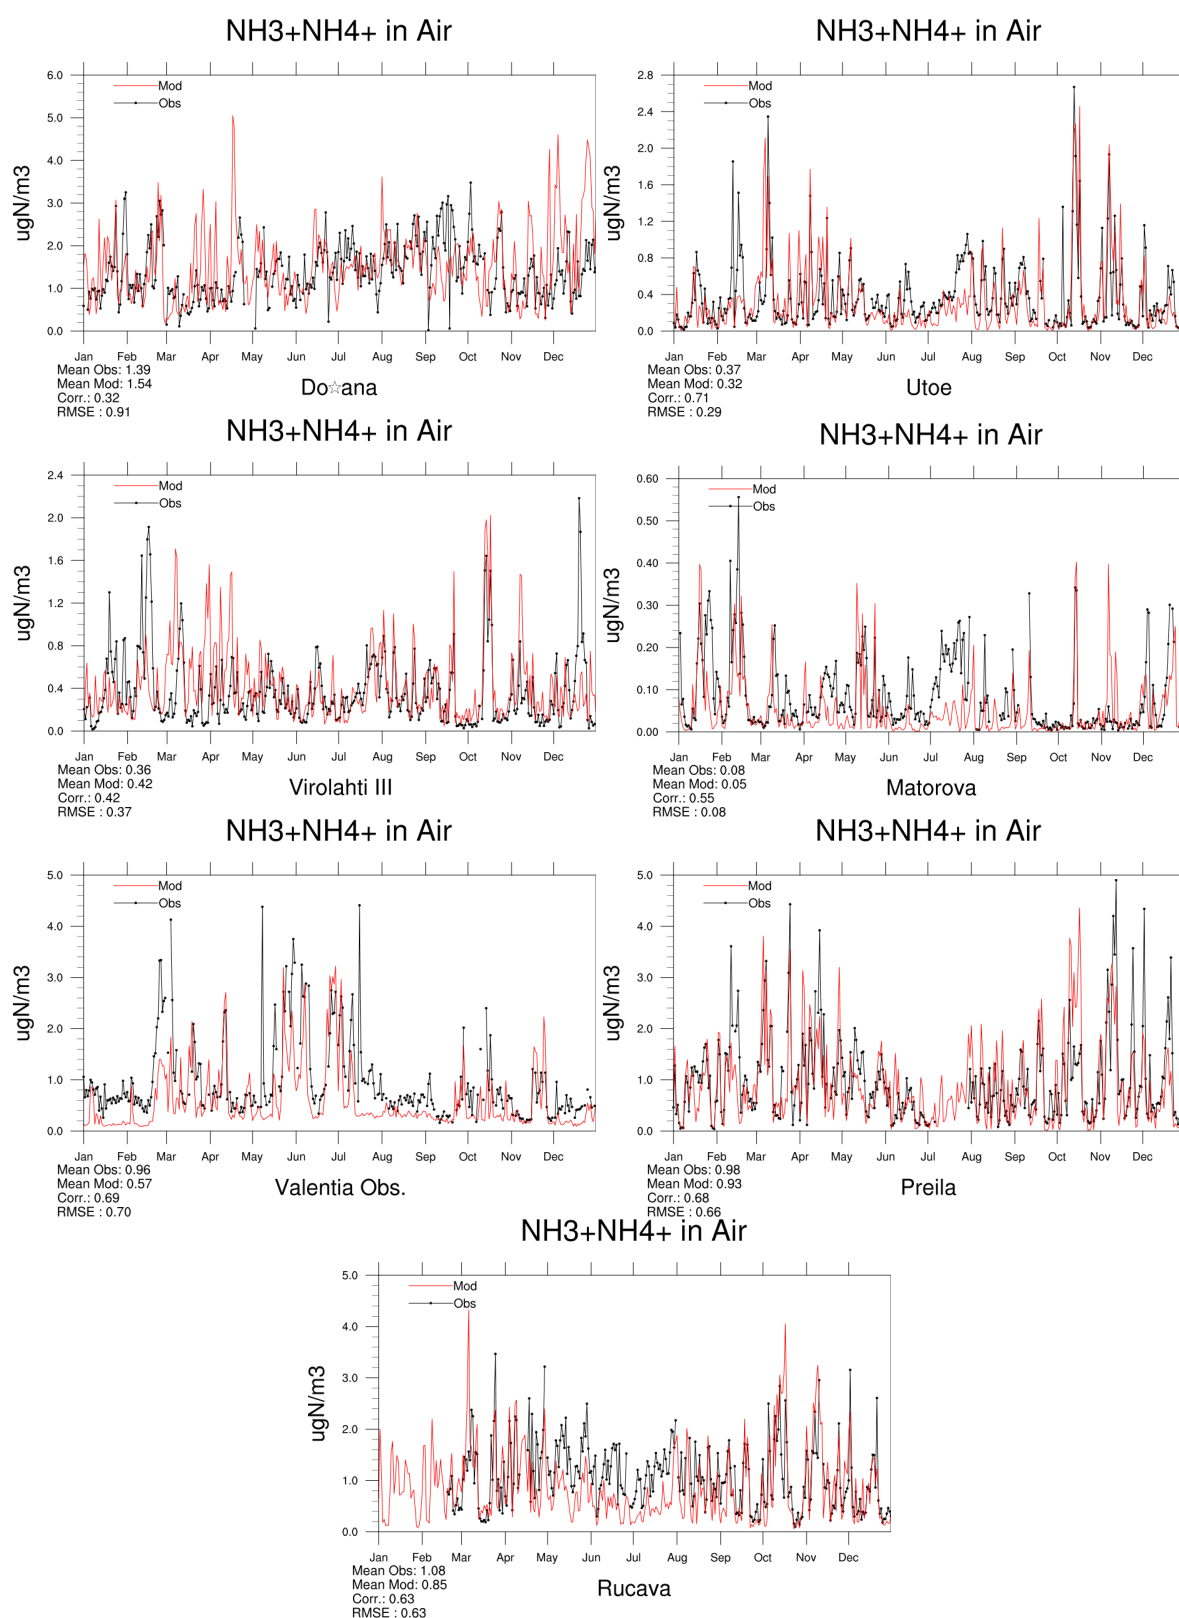 NH3+NH4+ in Air
6.0
5.0
4.0
3.0
2.0
1.0
0.0
ugN/m3
Mod
Obs
Jan Feb Mar Apr May Jun Jul Aug Sep Oct Nov Dec
Mean Obs: 1.39
Mean Mod: 1.54
Corr.: 0.32
RMSE : 0.91
Do☆ana
NH3+NH4+ in Air
2.8
2.4
2.0
1.6
1.2
0.8
0.4
0.0
ugN/m3
Mod
Obs
Jan Feb Mar Apr May Jun Jul Aug Sep Oct Nov Dec
Mean Obs: 0.37
Mean Mod: 0.32
Corr.: 0.71
RMSE : 0.29
Utoe
NH3+NH4+ in Air
2.4
2.0
1.6
1.2
0.8
0.4
0.0
ugN/m3
Mod
Obs
Jan Feb Mar Apr May Jun Jul Aug Sep Oct Nov Dec
Mean Obs: 0.36
Mean Mod: 0.42
Corr.: 0.42
RMSE : 0.37
Virolahti III
NH3+NH4+ in Air
0.60
0.50
0.40
0.30
0.20
0.10
0.00
ugN/m3
Mod
Obs
Jan Feb Mar Apr May Jun Jul Aug Sep Oct Nov Dec
Mean Obs: 0.08
Mean Mod: 0.05
Corr.: 0.55
RMSE : 0.08
Matorova
NH3+NH4+ in Air
5.0
4.0
3.0
2.0
1.0
0.0
ugN/m3
Mod
Obs
Jan Feb Mar Apr May Jun Jul Aug Sep Oct Nov Dec
Mean Obs: 0.96
Mean Mod: 0.57
Corr.: 0.69
RMSE : 0.70
Valentia Obs.
NH3+NH4+ in Air
5.0
4.0
3.0
2.0
1.0
0.0
ugN/m3
Mod
Obs
Jan Feb Mar Apr May Jun Jul Aug Sep Oct Nov Dec
Mean Obs: 0.98
Mean Mod: 0.93
Corr.: 0.68
RMSE : 0.66
Preila
NH3+NH4+ in Air
5.0
4.0
3.0
2.0
1.0
0.0
ugN/m3
Mod
Obs
Jan Feb Mar Apr May Jun Jul Aug Sep Oct Nov Dec
Mean Obs: 1.08
Mean Mod: 0.85
Corr.: 0.63
RMSE : 0.63
Rucava